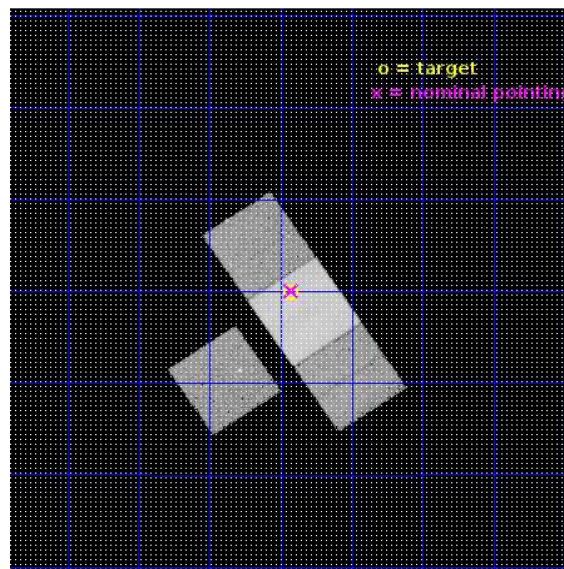 o = target
x = nominal pointing